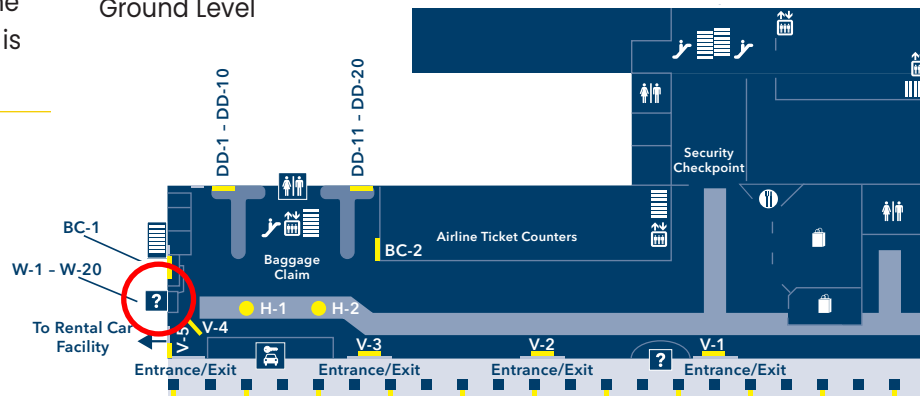 he
is
Ground Level
DD-1 – DD-10
DD-11 – DD-20
Security
Checkpoint
BC-1
BC-2
Airline Ticket Counters
W-1 – W-20
Baggage
Claim
?
H-1
H-2
To Rental Car
Facility
V-5
V-4
V-3
V-2
V-1
?
Entrance/Exit
Entrance/Exit
Entrance/Exit
Entrance/Exit